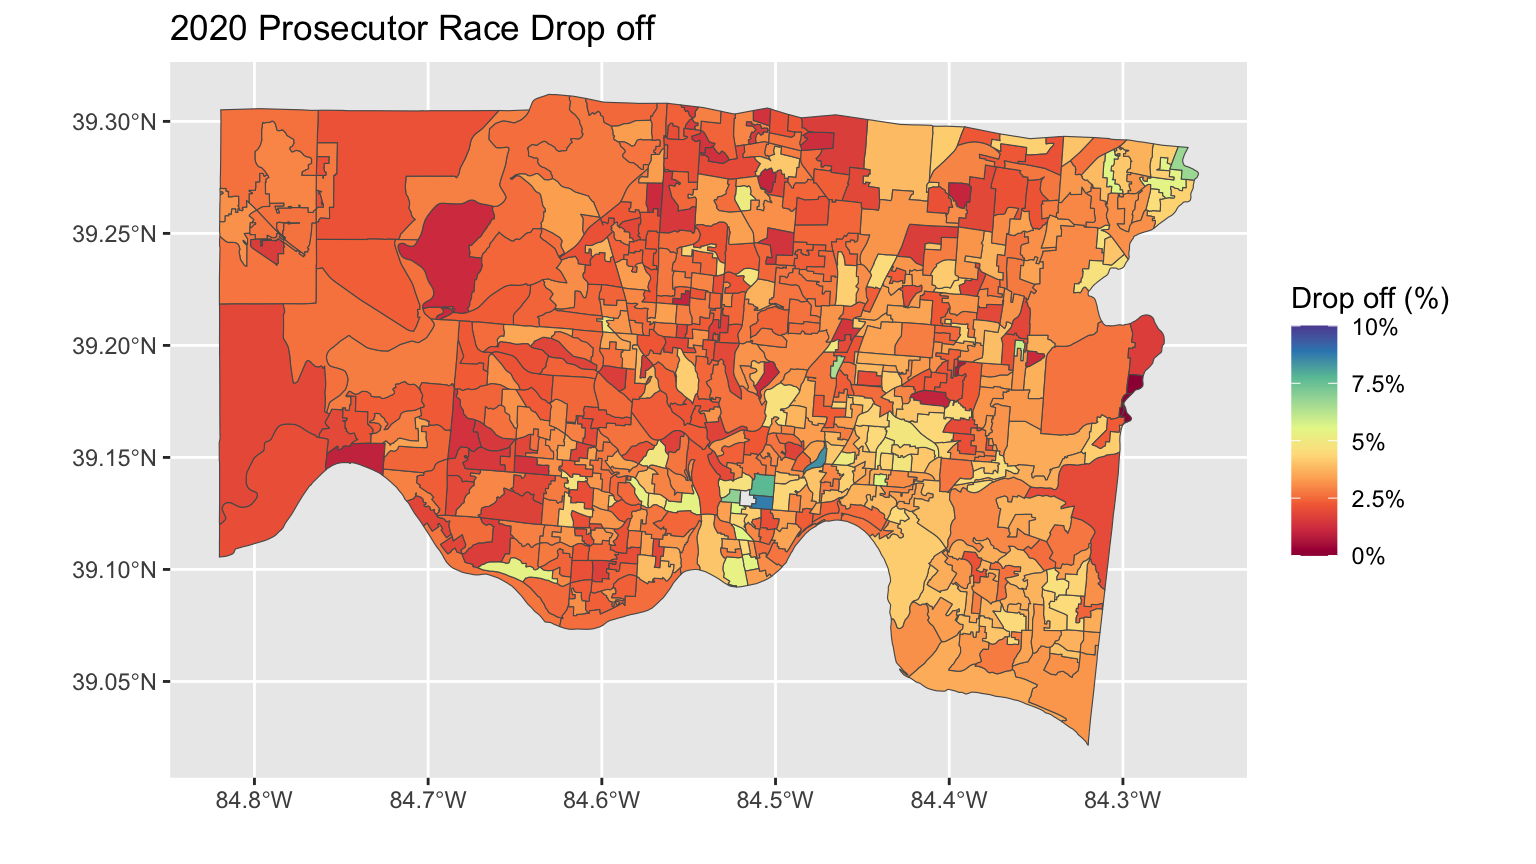 2020 Prosecutor Race Drop off
39.30°N
39.25°N
39.20°N
39.15°N
39.10°N
39.05°N
84.8°W
84.7°W
84.6°W
84.5°W
84.4°W
84.3°W
Drop off (%)
10%
7.5%
5%
2.5%
0%